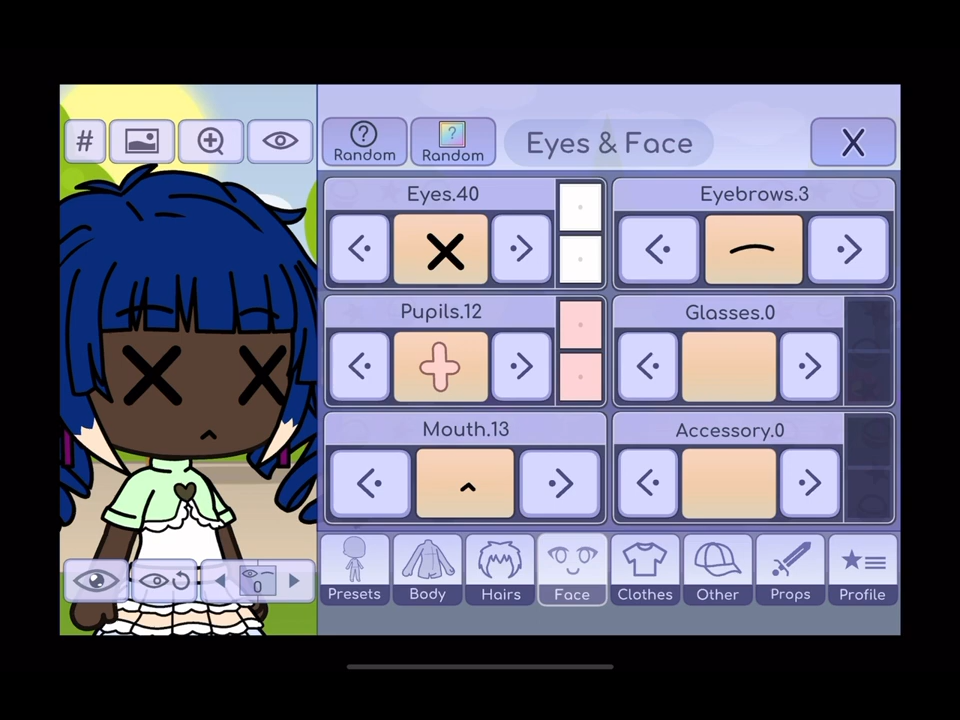 #
Random
Random
Eyes & Face
X
Eyes.40
Eyebrows.3
Pupils.12
Glasses.0
Mouth.13
Accessory.0
0
Presets
Body
Hairs
Face
Clothes
Other
Props
Profile